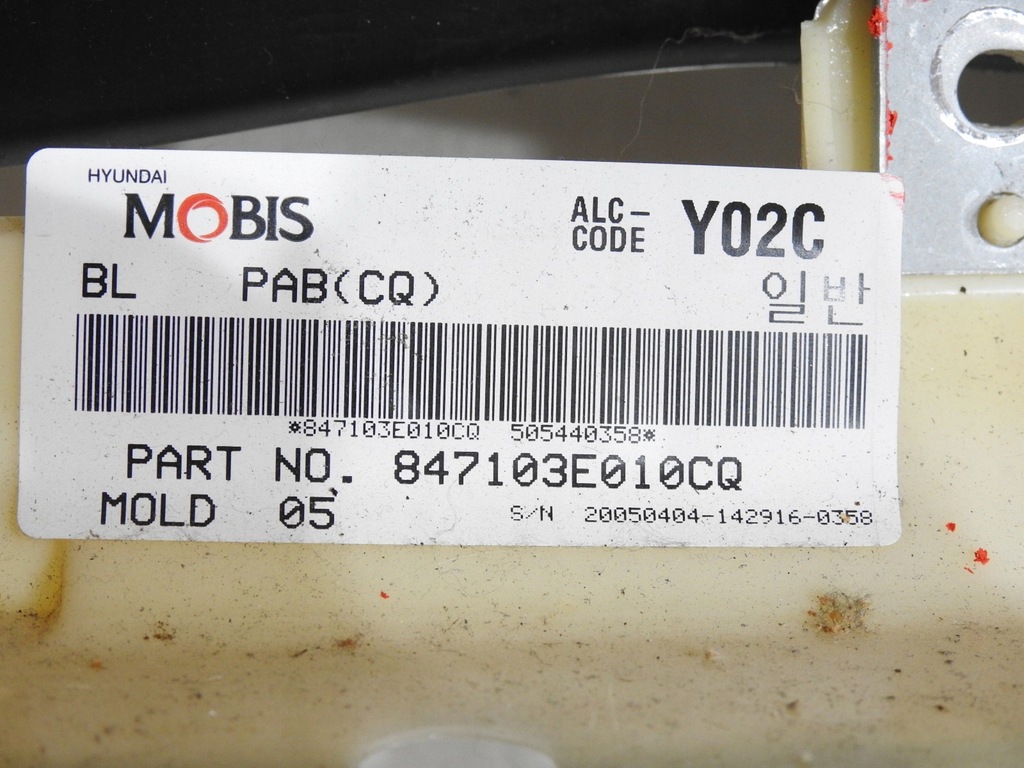 HYUNDAI
MOBIS
ALC-
CODE
Y02C
BL PAB(CQ)
일반
*847103E010CQ 505440358*
PART NO. 847103E010CQ
MOLD 05
S/N 20050404-142916-0358